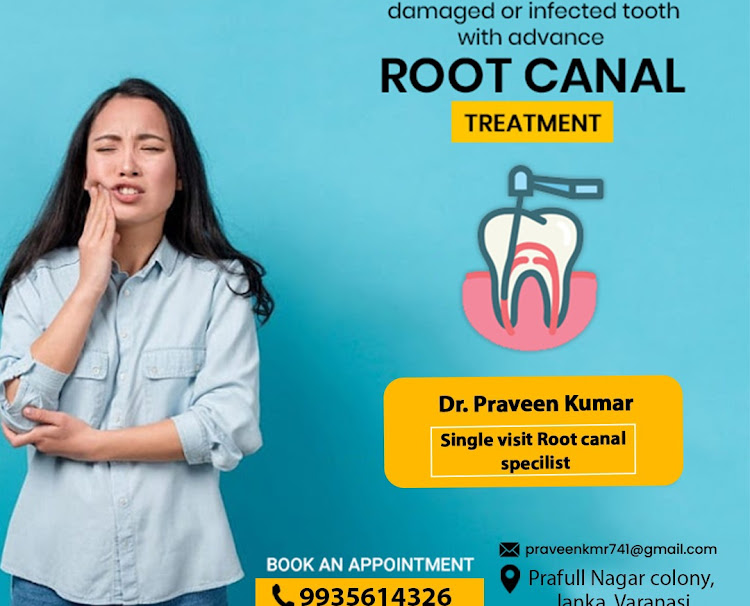 damaged or infected tooth
with advance
ROOT CANAL
TREATMENT
Dr. Praveen Kumar
Single visit Root canal
specilist
BOOK AN APPOINTMENT
9935614326
praveenkmr741@gmail.com
Prafull Nagar colony,
lanka, Varanasi